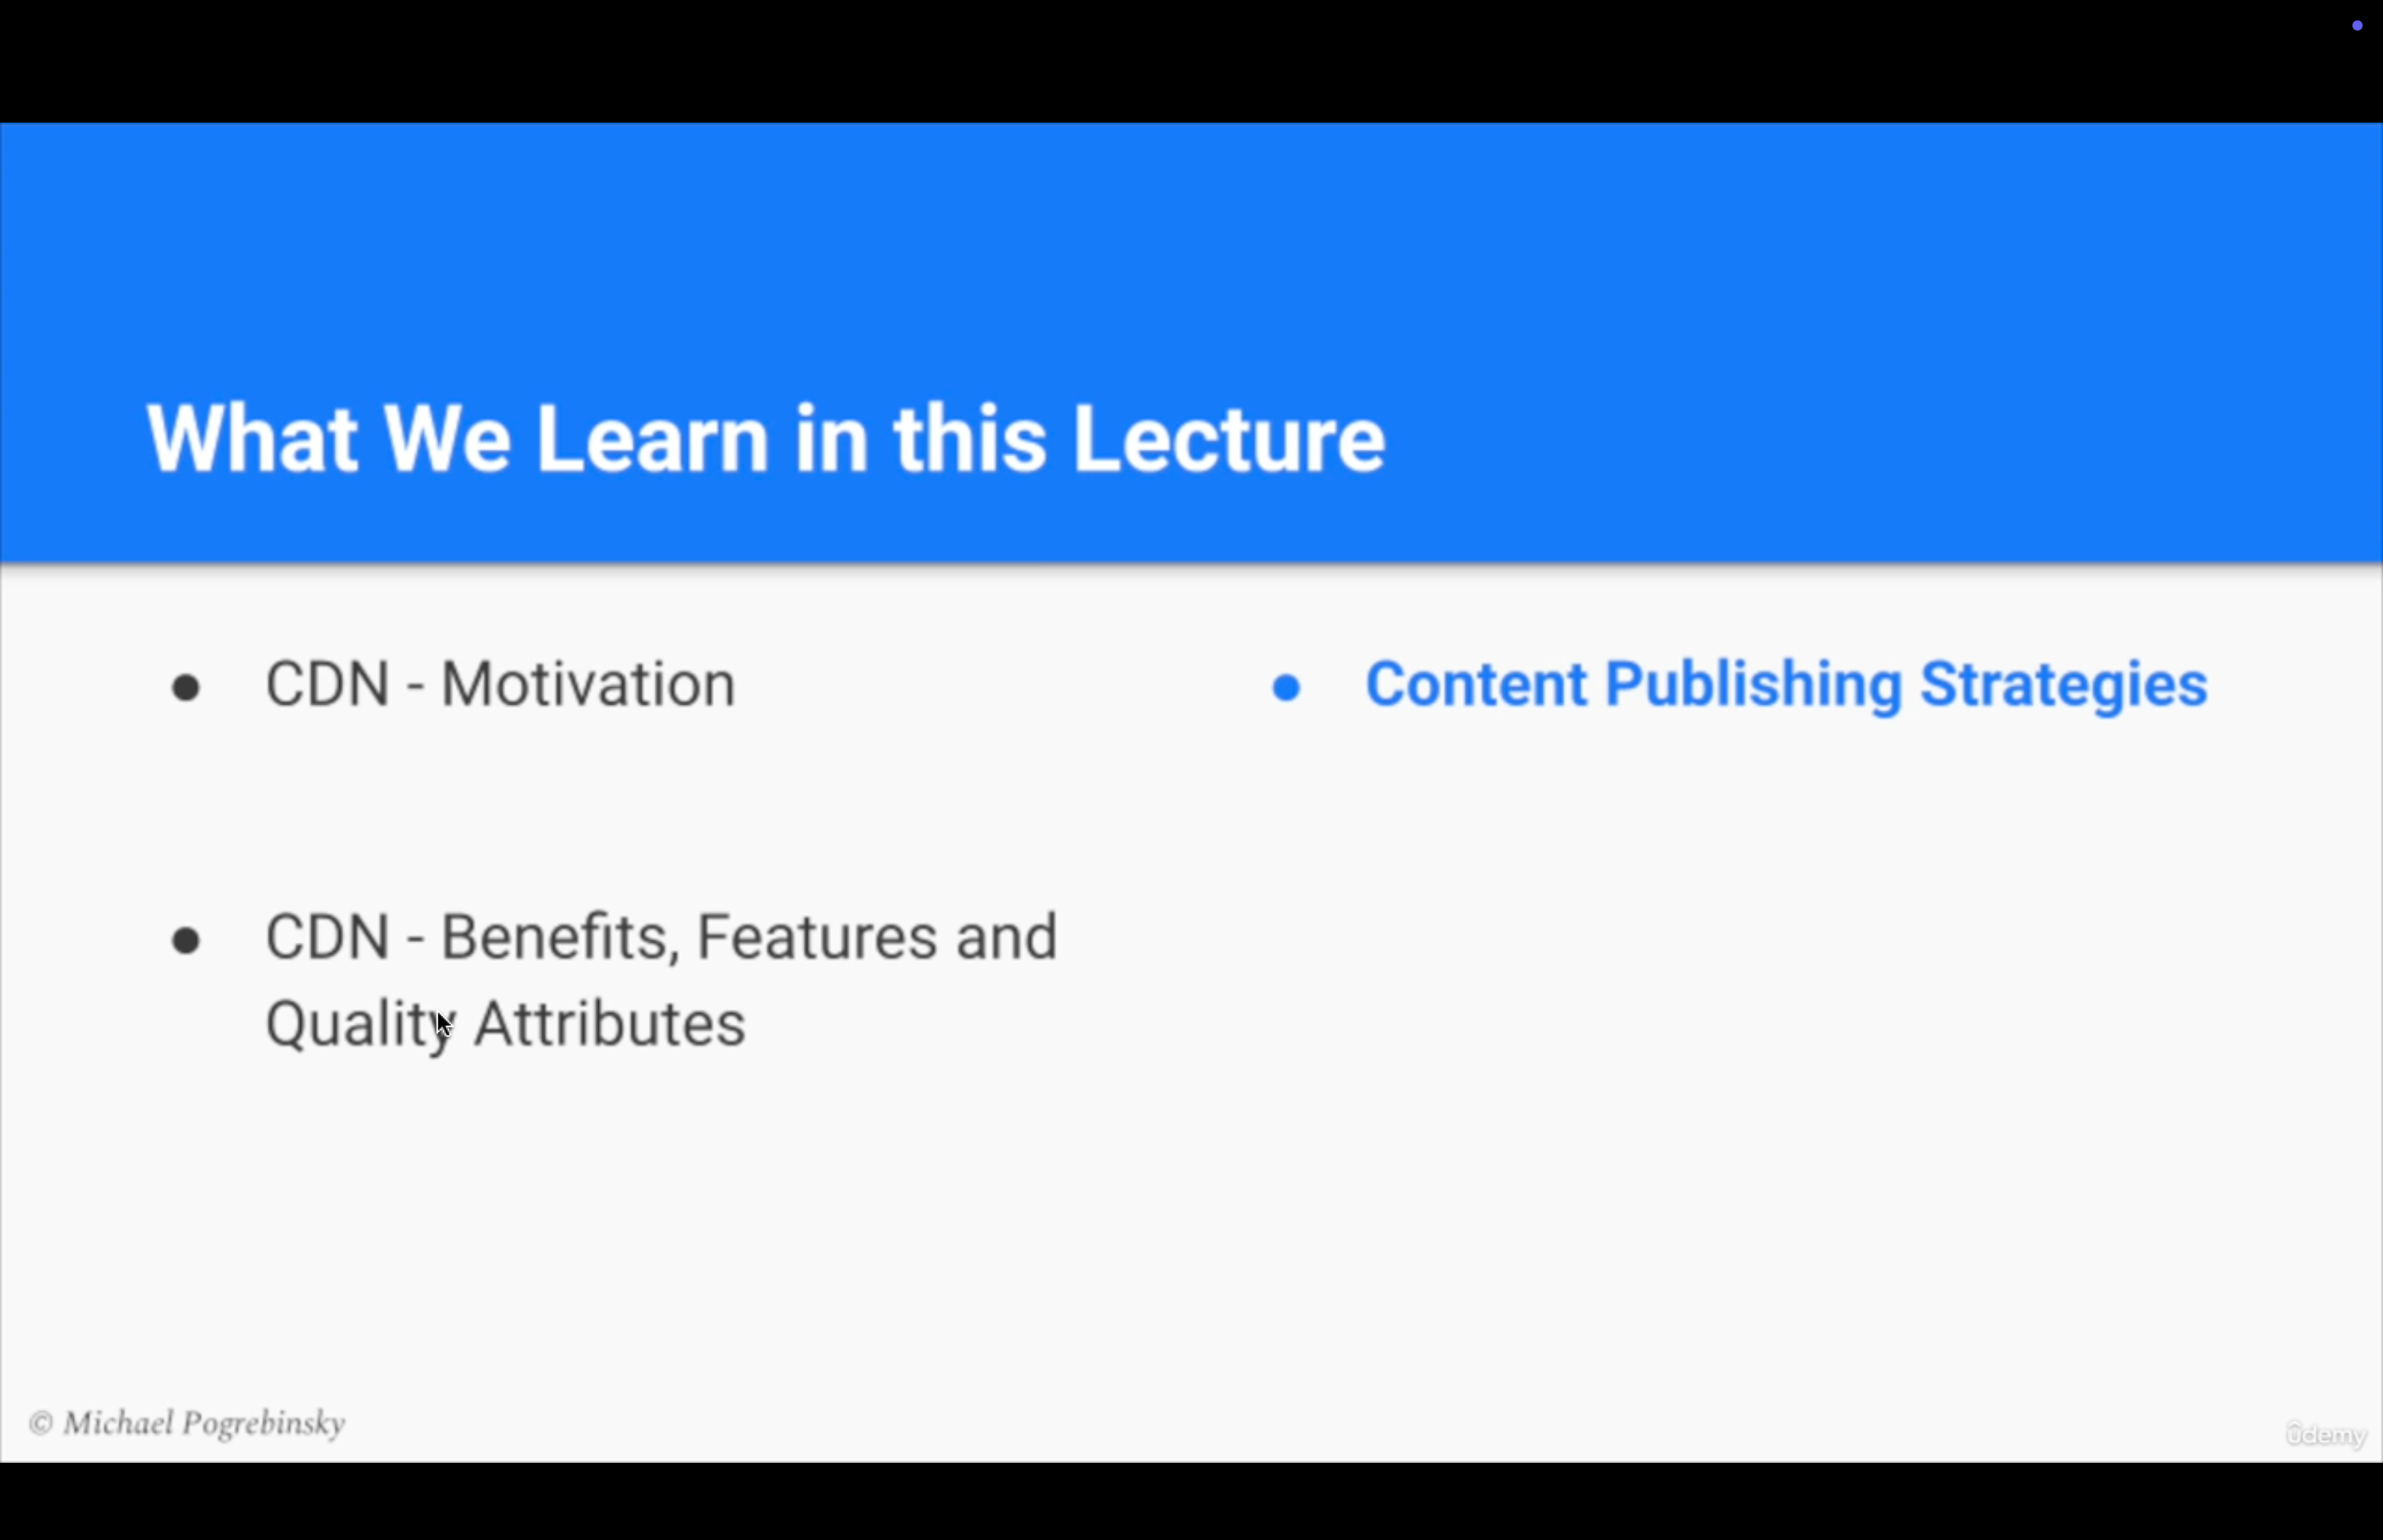 What We Learn in this Lecture
● CDN - Motivation
● CDN - Benefits, Features and
Quality Attributes
● Content Publishing Strategies
© Michael Pogrebinsky
ûdemy